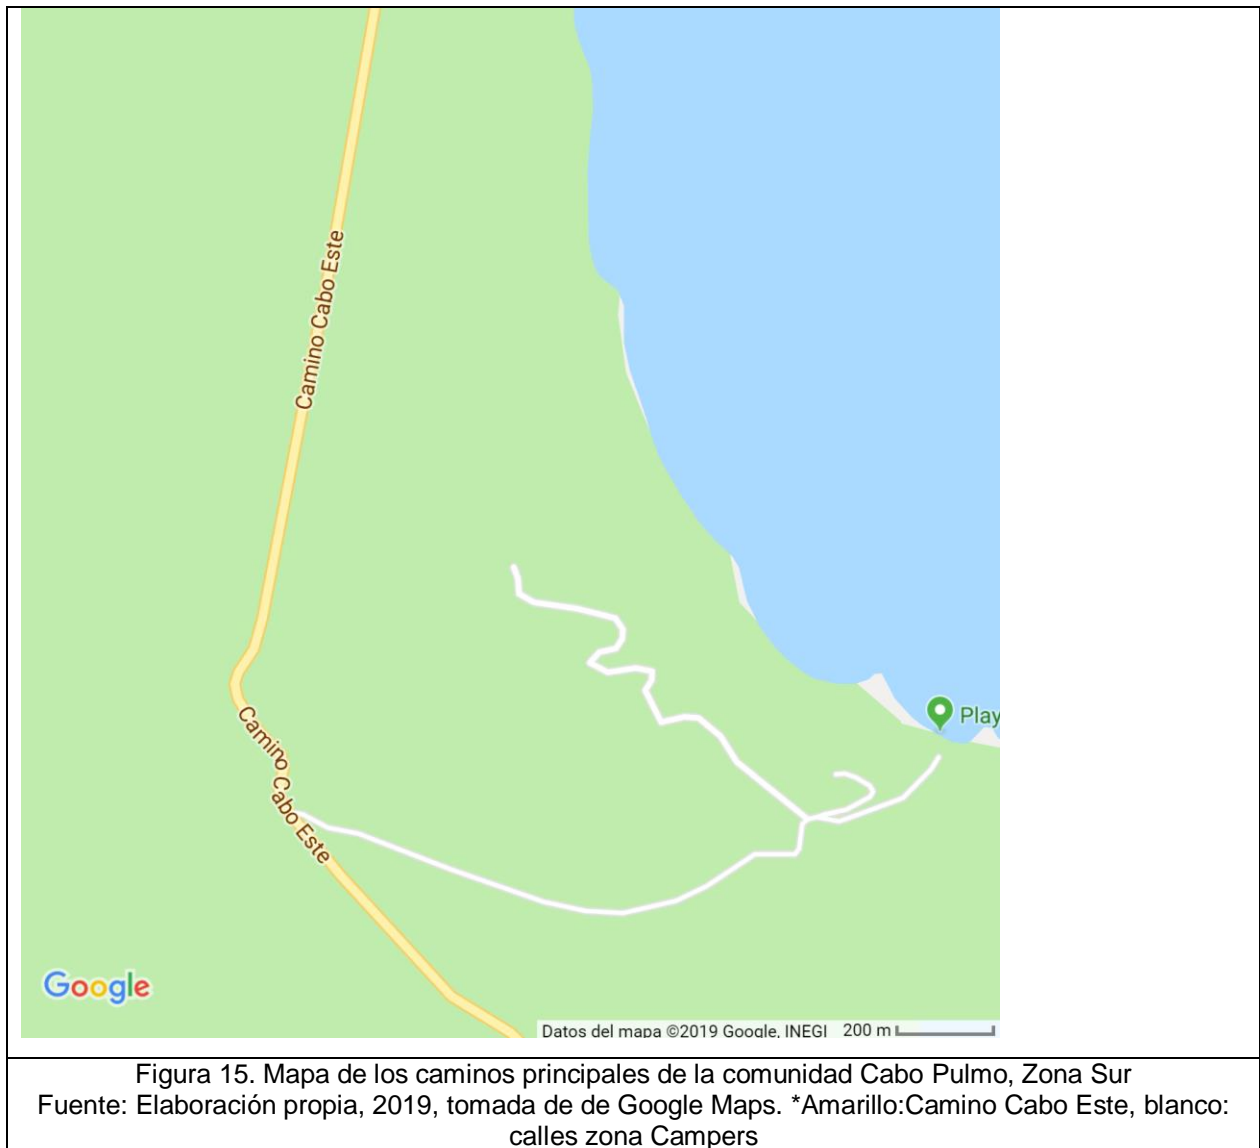 Camino Cabo Este
Play
Camino Cabo Este
Google
Datos del mapa ©2019 Google, INEGI 200 m
Figura 15. Mapa de los caminos principales de la comunidad Cabo Pulmo, Zona Sur
Fuente: Elaboración propia, 2019, tomada de de Google Maps. *Amarillo:Camino Cabo Este, blanco:
calles zona Campers